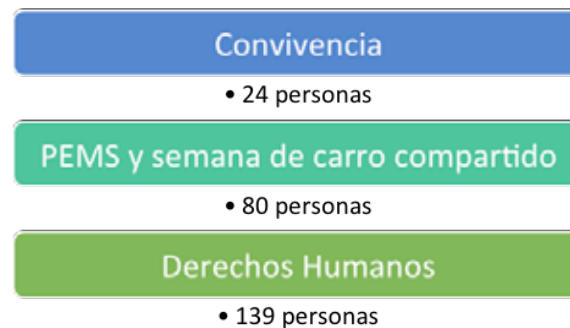 Convivencia
• 24 personas
PEMS y semana de carro compartido
• 80 personas
Derechos Humanos
• 139 personas